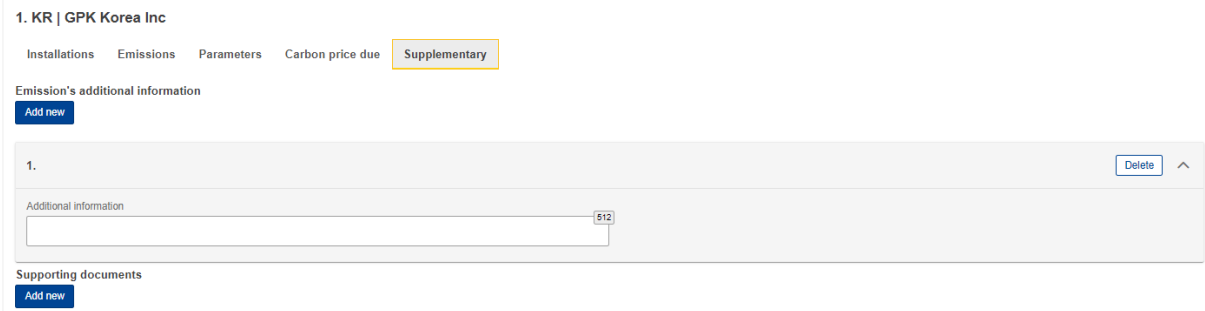 1. KR | GPK Korea Inc
Installations Emissions Parameters Carbon price due Supplementary
Emission's additional information
Add new
1. Delete
Additional information
512
Supporting documents
Add new